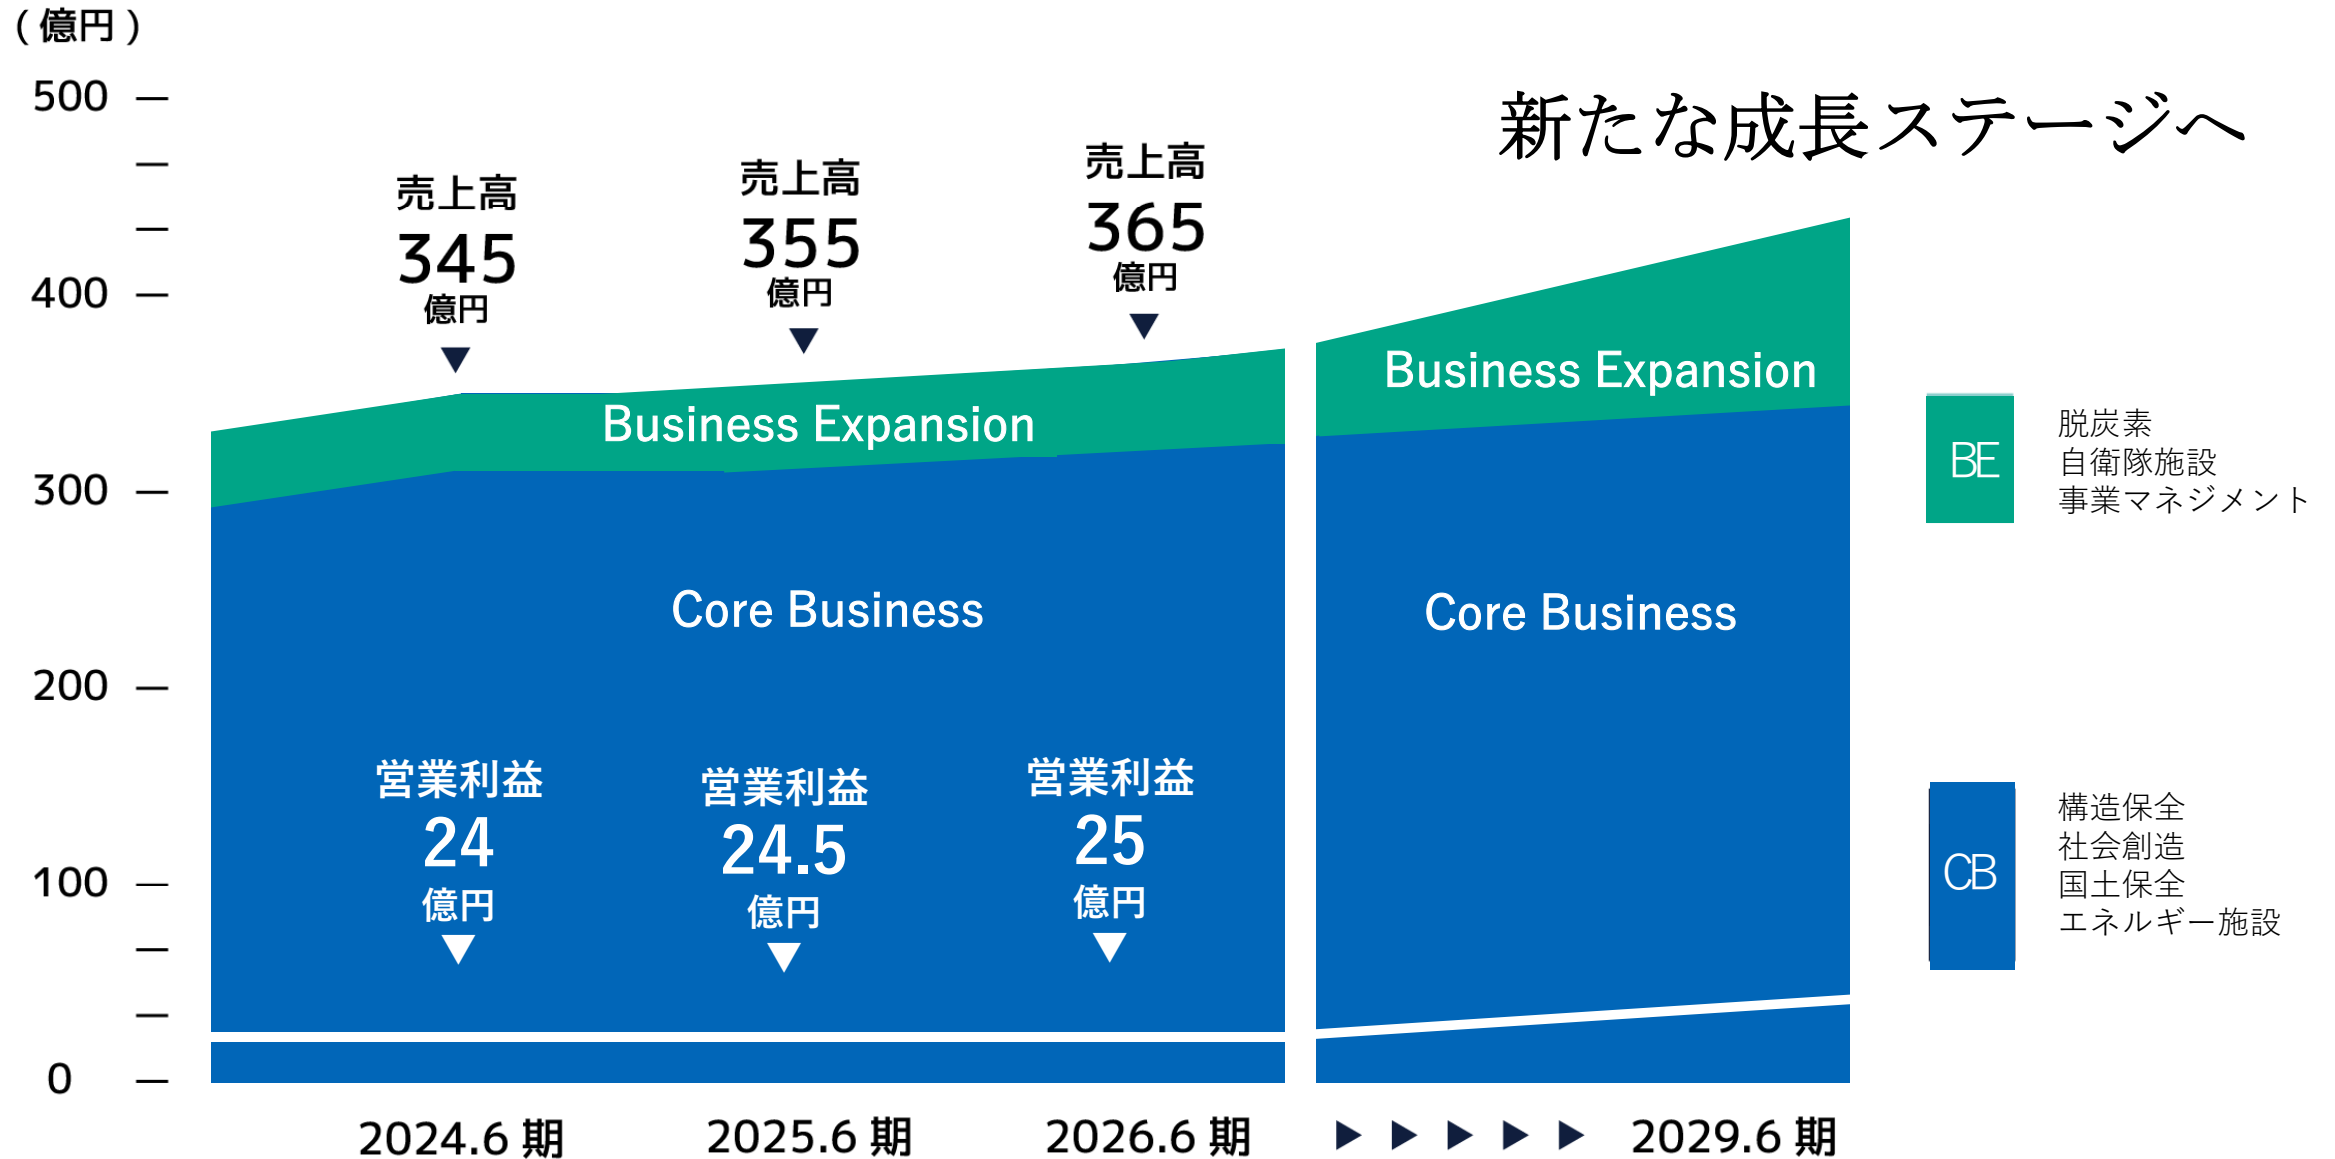 （億円）
500
400
300
200
100
0
売上高
345
億円
売上高
355
億円
売上高
365
億円
新たな成長ステージへ
Business Expansion
Business Expansion
Core Business
Core Business
営業利益
24
億円
営業利益
24.5
億円
営業利益
25
億円
BE
脱炭素
自衛隊施設
事業マネジメント
CB
構造保全
社会創造
国土保全
エネルギー施設
2024.6 期
2025.6 期
2026.6 期
2029.6 期